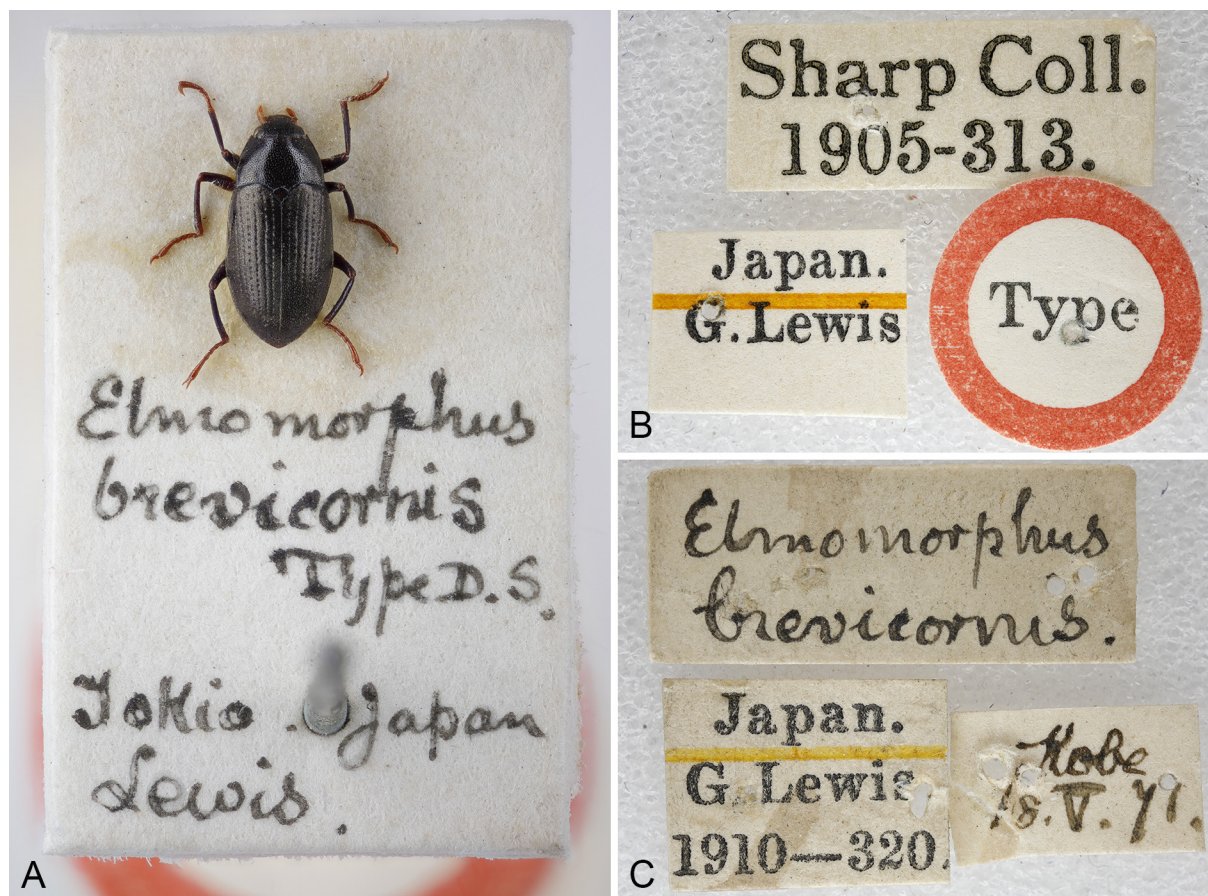 Elmomorphus
brevicornis
Type D.S.
Tokio. Japan
Lewis.
A
Sharp Coll.
1905-313.
Japan.
G. Lewis
Type
B
Elmomorphus
brevicornis.
Japan.
G. Lewis
1910—320.
Kobe
18.V.71.
C